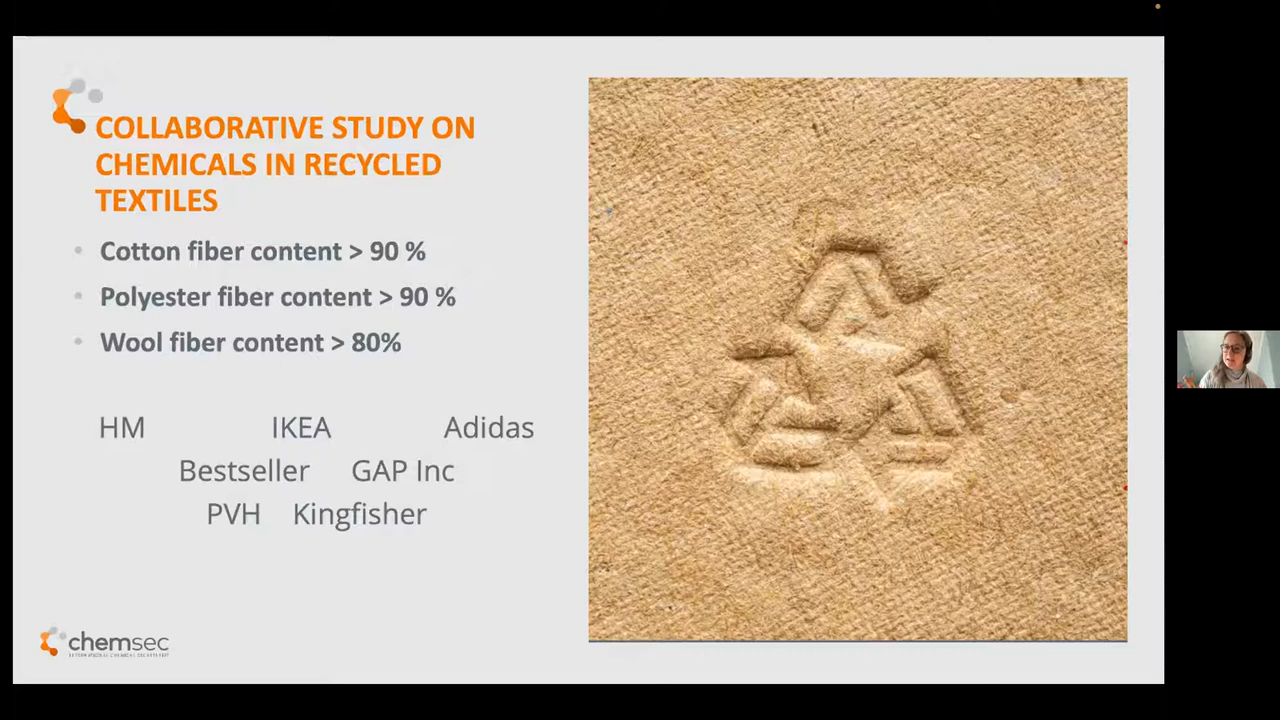 COLLABORATIVE STUDY ON
CHEMICALS IN RECYCLED
TEXTILES
• Cotton fiber content > 90 %
• Polyester fiber content > 90 %
• Wool fiber content > 80%
HM IKEA Adidas
Bestseller GAP Inc
PVH Kingfisher
chemsec